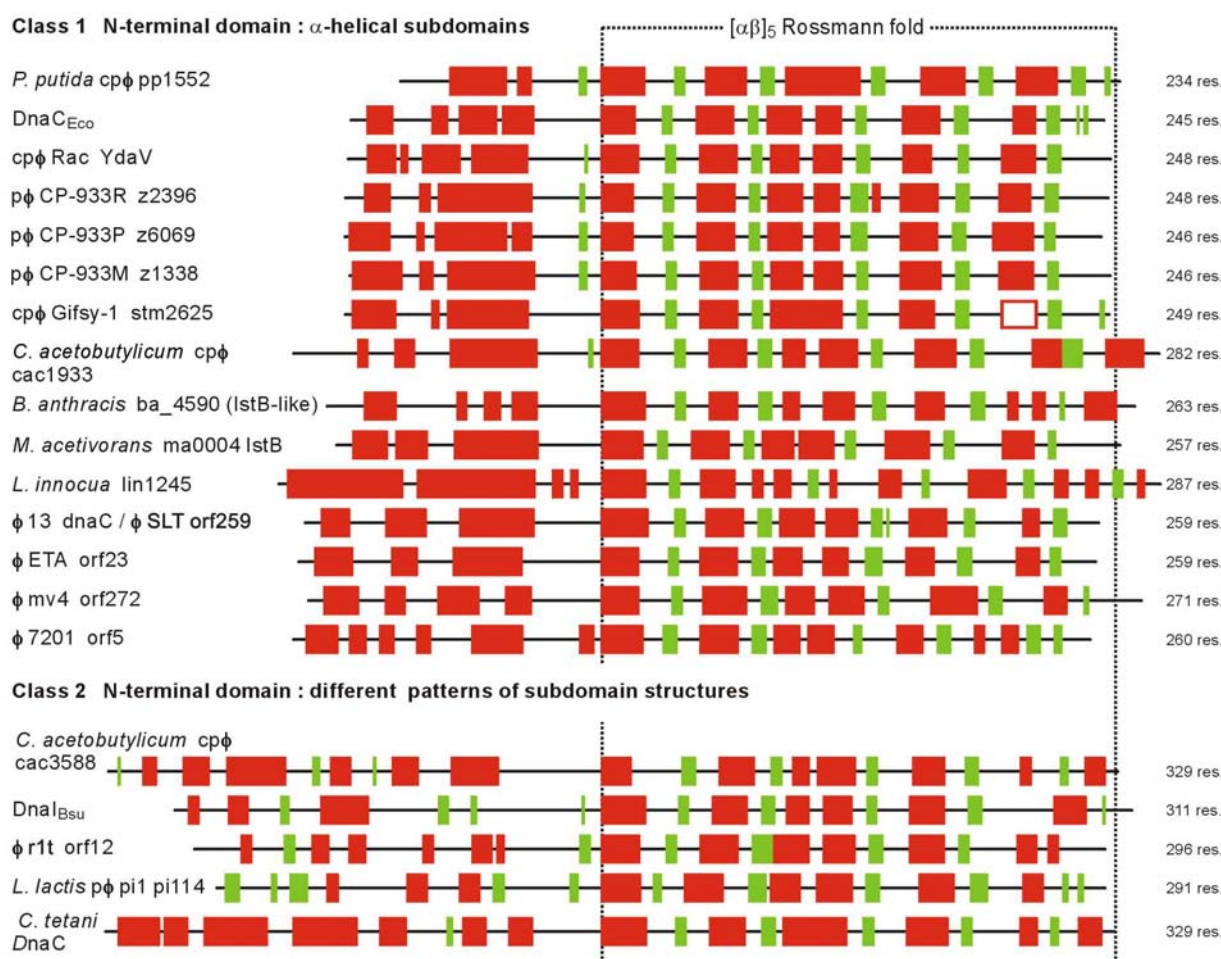 Class 1 N-terminal domain : α-helical subdomains
[αβ]5 Rossmann fold
P. putida cpϕ pp1552 234 res.
DnaCEco 245 res.
cpϕ Rac YdaV 248 res.
pϕ CP-933R z2396 248 res.
pϕ CP-933P z6069 246 res.
pϕ CP-933M z1338 246 res.
cpϕ Gifsy-1 stm2625 249 res.
C. acetobutylicum cpϕ
cac1933 282 res.
B. anthracis ba_4590 (IstB-like) 263 res.
M. acetivorans ma0004 IstB 257 res.
L. innocua lin1245 287 res.
ϕ 13 dnaC / ϕ SLT orf259 259 res.
ϕ ETA orf23 259 res.
ϕ mv4 orf272 271 res.
ϕ 7201 orf5 260 res.
Class 2 N-terminal domain : different patterns of subdomain structures
C. acetobutylicum cpϕ
cac3588 329 res.
DnaIBsu 311 res.
ϕ r1t orf12 296 res.
L. lactis pϕ pi1 pi114 291 res.
C. tetani
DnaC 329 res.